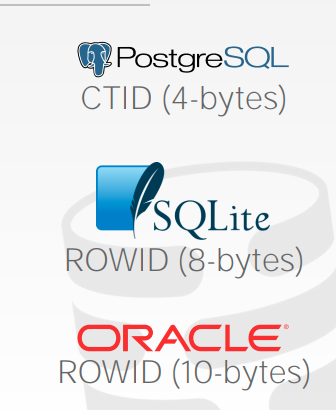 PostgreSQL
CTID (4-bytes)
SQLite
ROWID (8-bytes)
ORACLE®
ROWID (10-bytes)